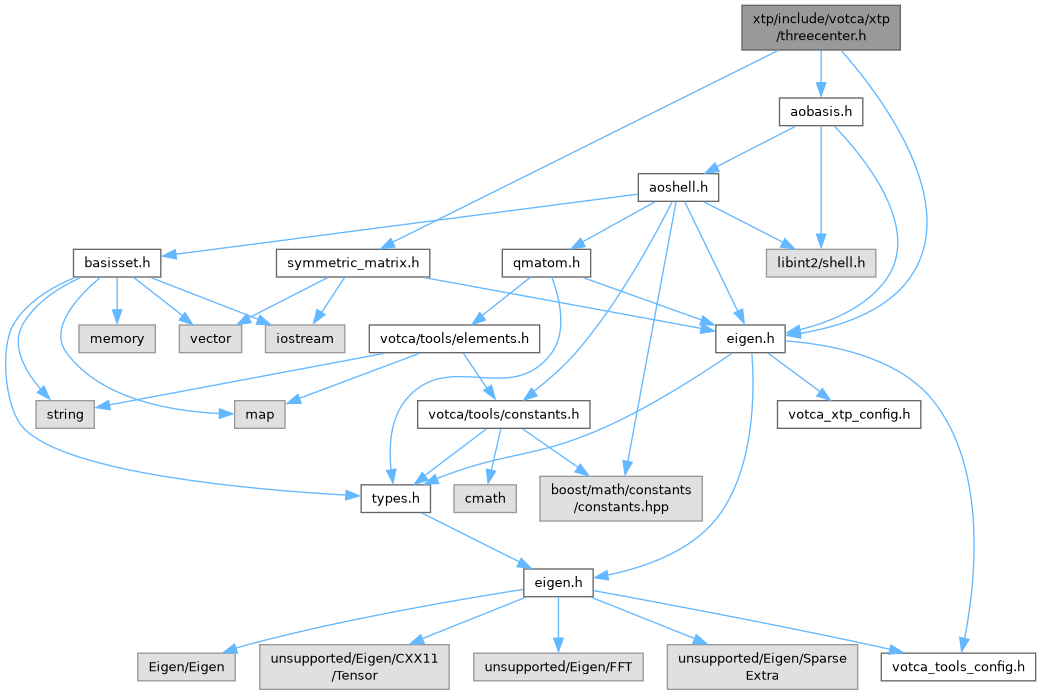 xtp/include/votca/xtp
/threecenter.h
aobasis.h
aoshell.h
basisset.h
symmetric_matrix.h
qmatom.h
libint2/shell.h
memory
vector
iostream
votca/tools/elements.h
eigen.h
string
map
votca/tools/constants.h
votca_xtp_config.h
types.h
cmath
boost/math/constants
/constants.hpp
eigen.h
Eigen/Eigen
unsupported/Eigen/CXX11
/Tensor
unsupported/Eigen/FFT
unsupported/Eigen/Sparse
Extra
votca_tools_config.h